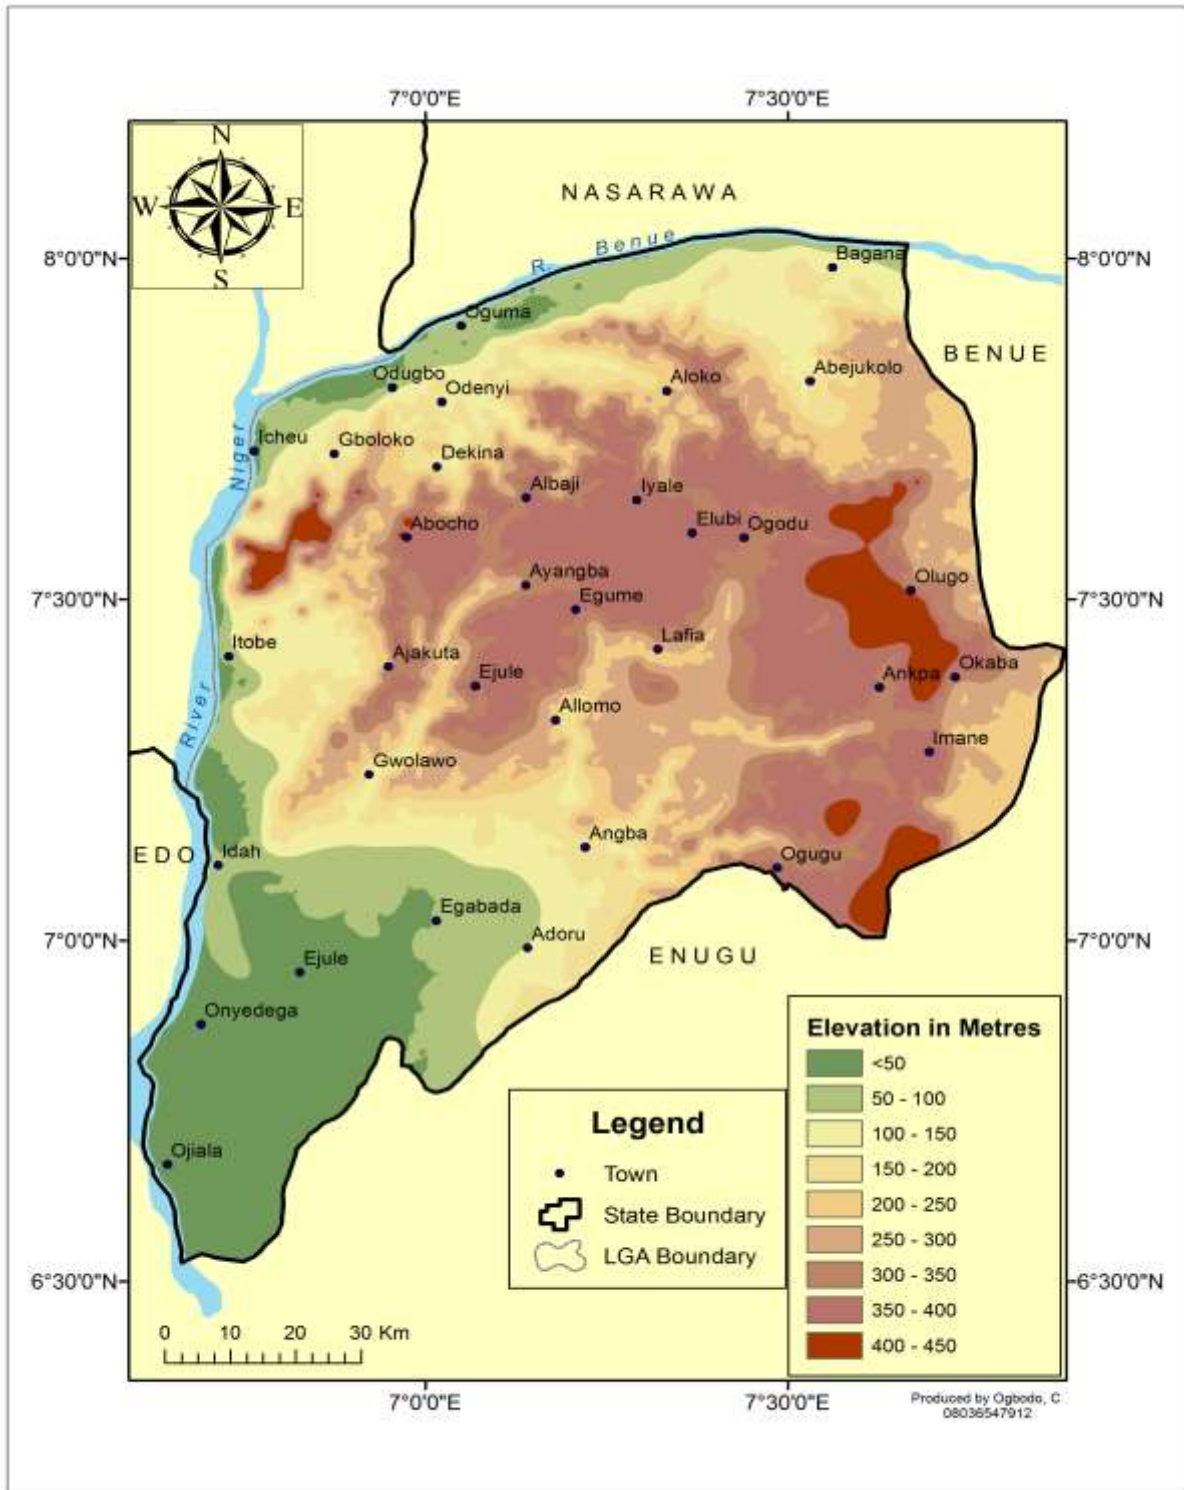 7°0'0"E 7°30'0"E
N
W E
S
NASARAWA
8°0'0"N 8°0'0"N
R. Benue
Bagana
Oguma
BENUE
Odugbo
Odenyi
Aloko
Abejukolo
Icheu
Gboloko
Dekina
Niger
Albaji
Iyale
Abocho
Elubi
Ogodu
Ayangba
Olugo
7°30'0"N 7°30'0"N
Egume
Itobe
Lafia
Ajakuta
Ejule
Ankpa
Okaba
River
Allomo
Imane
Gwolawo
EDO
Idah
Angba
Ogugu
Egabada
7°0'0"N 7°0'0"N
Adoru
ENUGU
Ejule
Onyedega
Ojiala
Elevation in Metres
<50
50 - 100
100 - 150
150 - 200
200 - 250
250 - 300
300 - 350
350 - 400
400 - 450
Legend
Town
State Boundary
LGA Boundary
6°30'0"N 6°30'0"N
0 10 20 30 Km
7°0'0"E 7°30'0"E
Produced by Ogbodo, C
08036547912